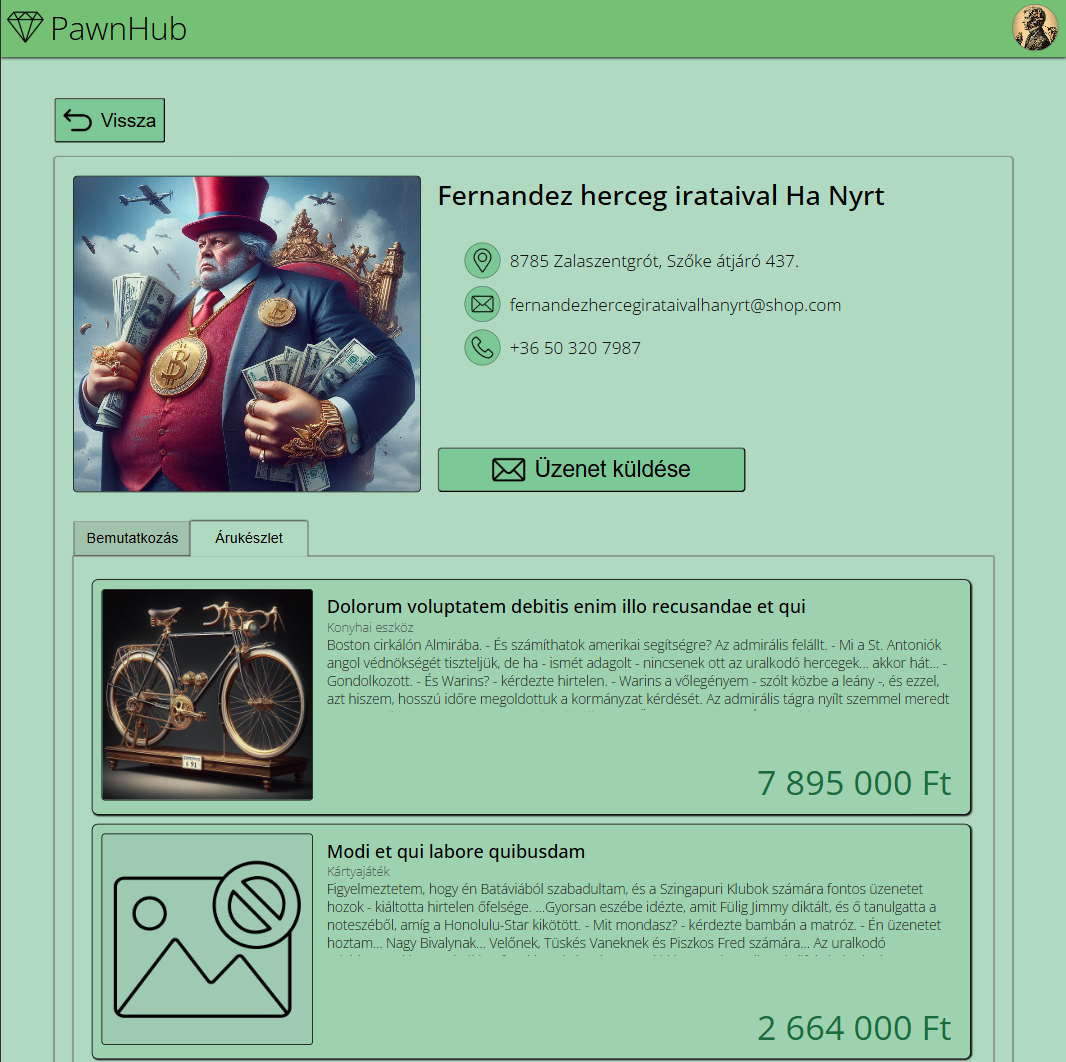 PawnHub
Vissza
Fernandez herceg irataival Ha Nyrt
8785 Zalaszentgrót, Szőke átjáró 437.
fernandezhercegirataivalhanyrt@shop.com
+36 50 320 7987
Üzenet küldése
Bemutatkozás
Árukészlet
Dolorum voluptatem debitis enim illo recusandae et qui
Konyhai eszköz
Boston cirkálón Almirába. - És számíthatok amerikai segítségre? Az admirális felállt. - Mi a St. Antoniók
angol védnökségét tiszteljük, de ha - ismét adagolt - nincsenek ott az uralkodó hercegek... akkor hát... -
Gondolkozott. - És Warins? - kérdezte hirtelen. - Warins a vőlegényem - szólt közbe a leány -, és ezzel,
azt hiszem, hosszú időre megoldottuk a kormányzat kérdését. Az admirális tágra nyílt szemmel meredt
7 895 000 Ft
Modi et qui labore quibusdam
Kártyajáték
Figyelmeztetem, hogy én Batáviából szabadultam, és a Szingapuri Klubok számára fontos üzenetet
hozok - kiáltotta hirtelen őfelsége. ...Gyorsan eszébe idézte, amit Fülig Jimmy diktált, és ő tanulgatta a
noteszéből, amíg a Honolulu-Star kikötött. - Mit mondasz? - kérdezte bambán a matróz. - Én üzenetet
hoztam... Nagy Bivalynak... Velőnek, Tüskés Vaneknek és Piszkos Fred számára... Az uralkodó
2 664 000 Ft